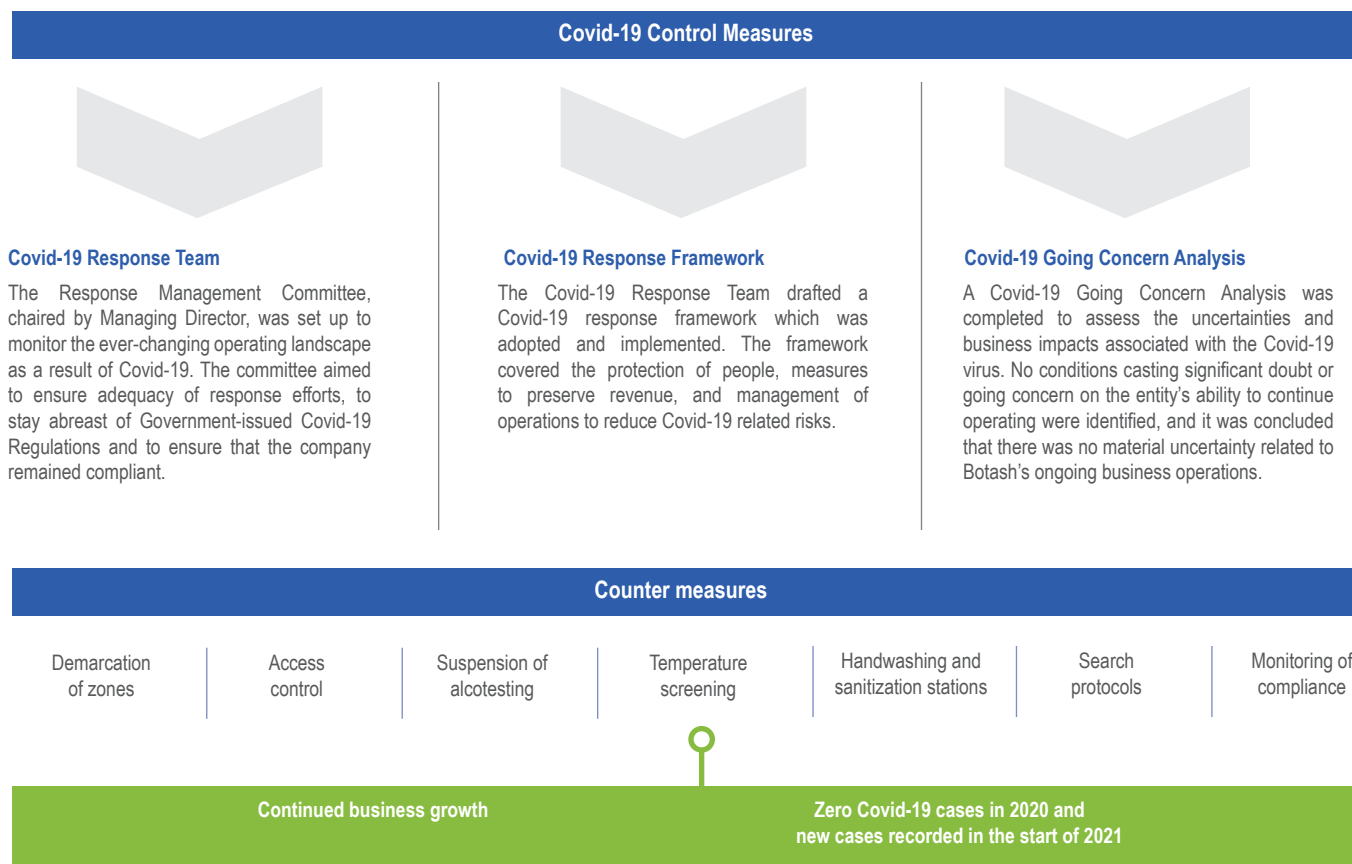 Covid-19 Control Measures
Covid-19 Response Team
The Response Management Committee,
chaired by Managing Director, was set up to
monitor the ever-changing operating landscape
as a result of Covid-19. The committee aimed
to ensure adequacy of response efforts, to
stay abreast of Government-issued Covid-19
Regulations and to ensure that the company
remained compliant.
Covid-19 Response Framework
The Covid-19 Response Team drafted a
Covid-19 response framework which was
adopted and implemented. The framework
covered the protection of people, measures
to preserve revenue, and management of
operations to reduce Covid-19 related risks.
Covid-19 Going Concern Analysis
A Covid-19 Going Concern Analysis was
completed to assess the uncertainties and
business impacts associated with the Covid-19
virus. No conditions casting significant doubt or
going concern on the entity’s ability to continue
operating were identified, and it was concluded
that there was no material uncertainty related to
Botash’s ongoing business operations.
Counter measures
Demarcation
of zones
Access
control
Suspension of
alcotesting
Temperature
screening
Handwashing and
sanitization stations
Search
protocols
Monitoring of
compliance
Continued business growth
Zero Covid-19 cases in 2020 and
new cases recorded in the start of 2021